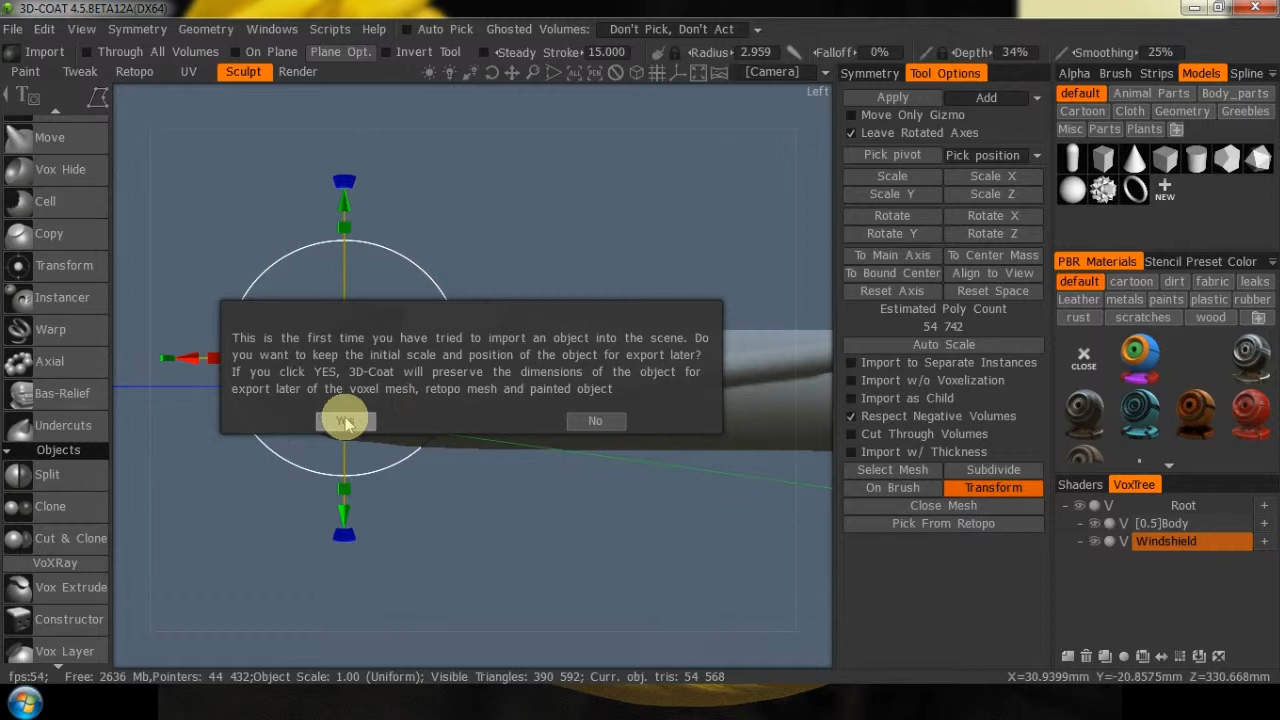 3D-COAT 4.5.BETA12A(DX64)
File Edit View Symmetry Geometry Windows Scripts Help Auto Pick Ghosted Volumes: Don't Pick, Don't Act
Import Through All Volumes On Plane Plane Opt. Invert Tool Steady Stroke 15.000 Radius 2.959 Falloff 0% Depth 34% Smoothing 25%
Paint Tweak Retopo UV Sculpt Render [Camera] Symmetry Tool Options Alpha Brush Strips Models Spline
Left
Move
Vox Hide
Cell
Copy
Transform
Instancer
Warp
Axial
Bas-Relief
Undercuts
Objects
Split
Clone
Cut & Clone
VoXRay
Vox Extrude
Constructor
Vox Layer
This is the first time you have tried to import an object into the scene. Do
you want to keep the initial scale and position of the object for export later?
If you click YES, 3D-Coat will preserve the dimensions of the object for
export later of the voxel mesh, retopo mesh and painted object
Yes No
Apply Add
Move Only Gizmo
Leave Rotated Axes
Pick pivot Pick position
Scale Scale X
Scale Y Scale Z
Rotate Rotate X
Rotate Y Rotate Z
To Main Axis To Center Mass
To Bound Center Align to View
Reset Axis Reset Space
Estimated Poly Count
54 742
Auto Scale
Import to Separate Instances
Import w/o Voxelization
Import as Child
Respect Negative Volumes
Cut Through Volumes
Import w/ Thickness
Select Mesh Subdivide
On Brush Transform
Close Mesh
Pick From Retopo
default Animal Parts Body_parts
Cartoon Cloth Geometry Greebles
Misc Parts Plants
NEW
PBR Materials Stencil Preset Color
default cartoon dirt fabric leaks
Leather metals paints plastic rubber
rust scratches wood
CLOSE
Shaders VoxTree
V Root +
V [0.5]Body +
V Windshield +
fps:54; Free: 2636 Mb,Pointers: 44 432;Object Scale: 1.00 (Uniform); Visible Triangles: 390 592; Curr. obj. tris: 54 568 X=30.9399mm Y=-20.8575mm Z=330.668mm